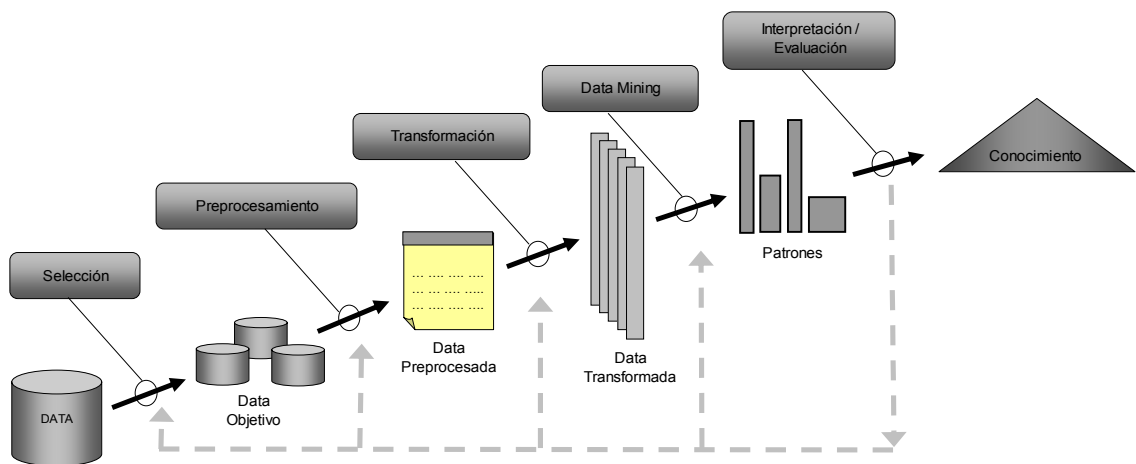 Interpretación /
Evaluación
Data Mining
Transformación
Conocimiento
Preprocesamiento
Patrones
Selección
.... .... .... ....
.... .... .... .....
.... .... .... ....
Data
Preprocesada
Data
Transformada
Data
Objetivo
DATA